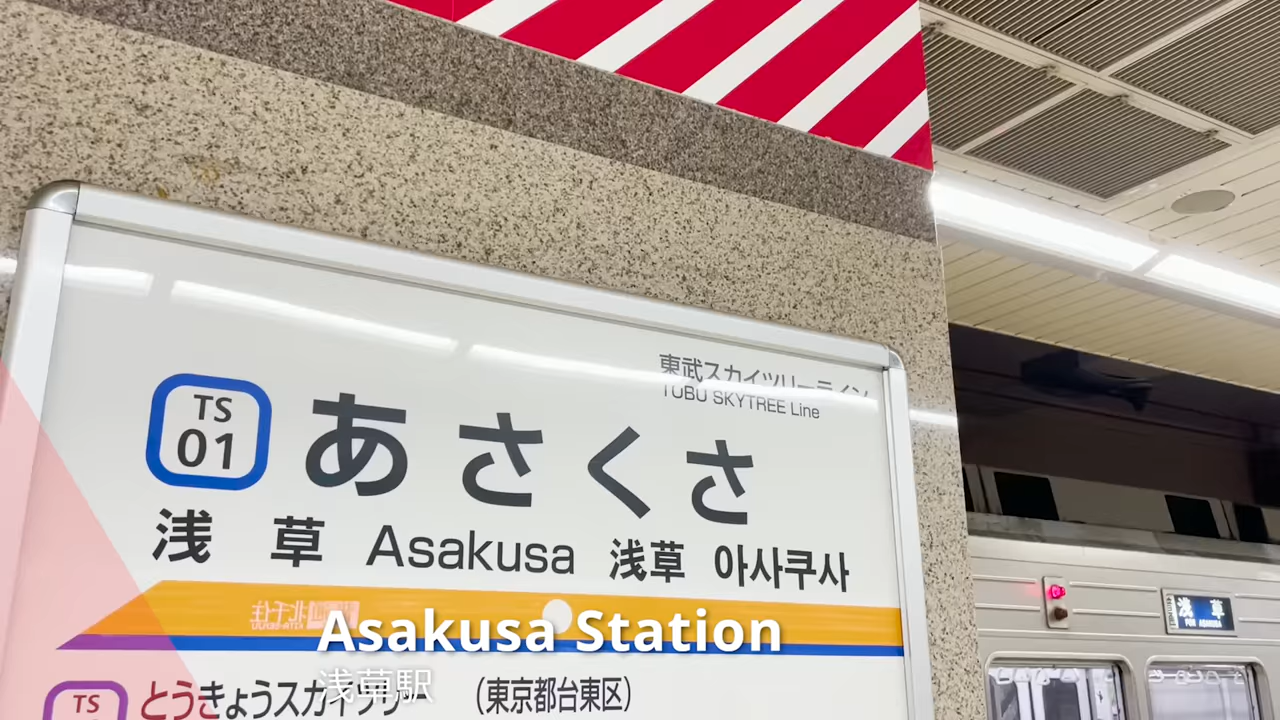 東武スカイツリーライン
TOBU SKYTREE Line
TS
01
あさくさ
浅草 Asakusa 浅草 아사쿠사
Asakusa Station
浅草駅
TS
とうきょうスカイツリー
(東京都台東区)
浅草